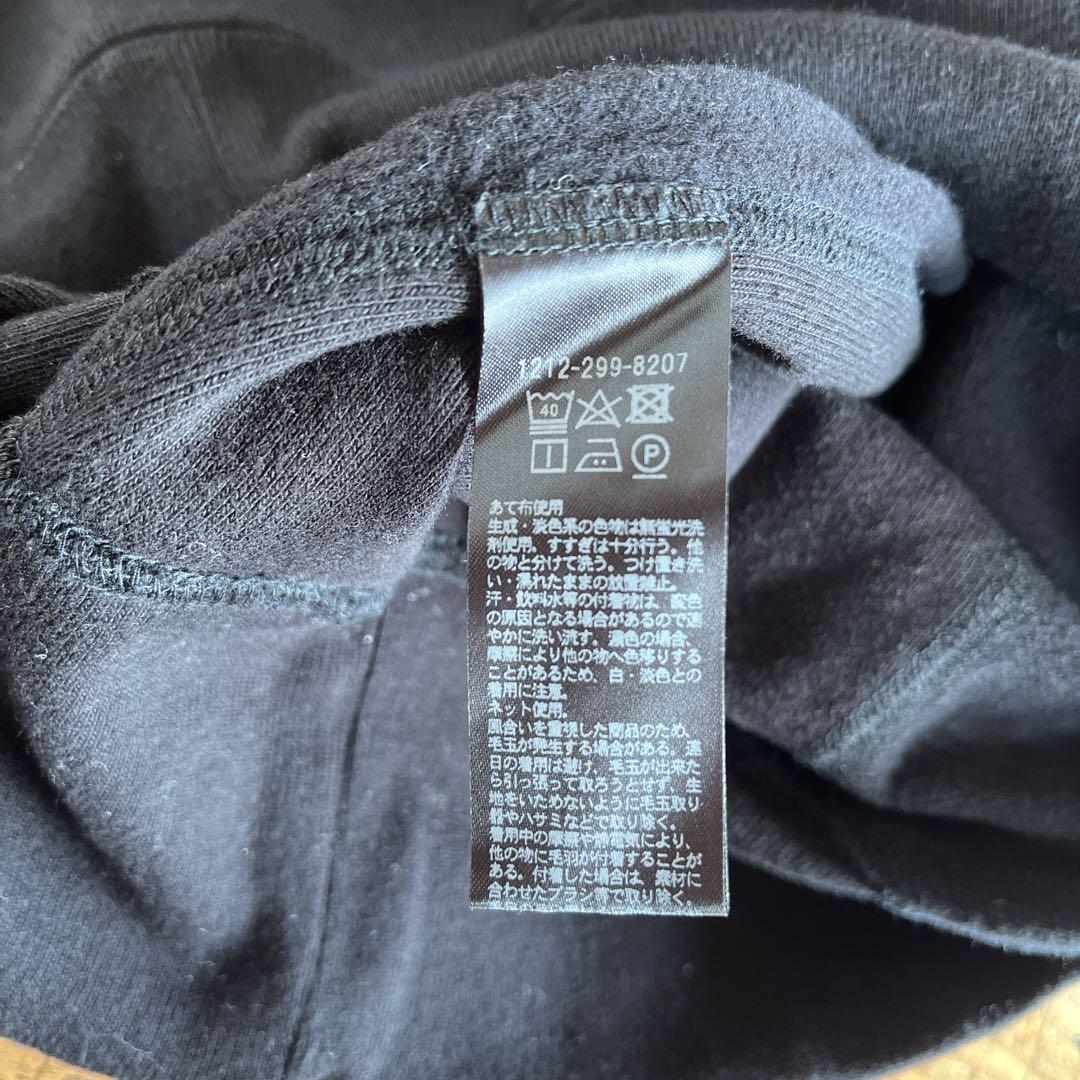 1212-299-8207
40
P
あて布使用
生成・淡色系の色物は無蛍光洗
剤使用。すすぎは十分行う。他
の物と分けて洗う。つけ置き洗
い・濡れたままの放置禁止。
汗・飲料水等の付着物は、変色
の原因となる場合があるので速
やかに洗い流す。濃色の場合、
摩擦により他の物へ色移りする
ことがあるため、白・淡色との
着用に注意。
ネット使用。
風合いを重視した商品のため、
毛玉が発生する場合がある。連
日の着用は避け、毛玉が出来た
ら引っ張って取ろうとせず、生
地をいためないように毛玉取り
器やハサミなどで取り除く。
着用中の摩擦や静電気により、
他の物に毛羽が付着することが
ある。付着した場合は、素材に
合わせたブラシ等で取り除く。